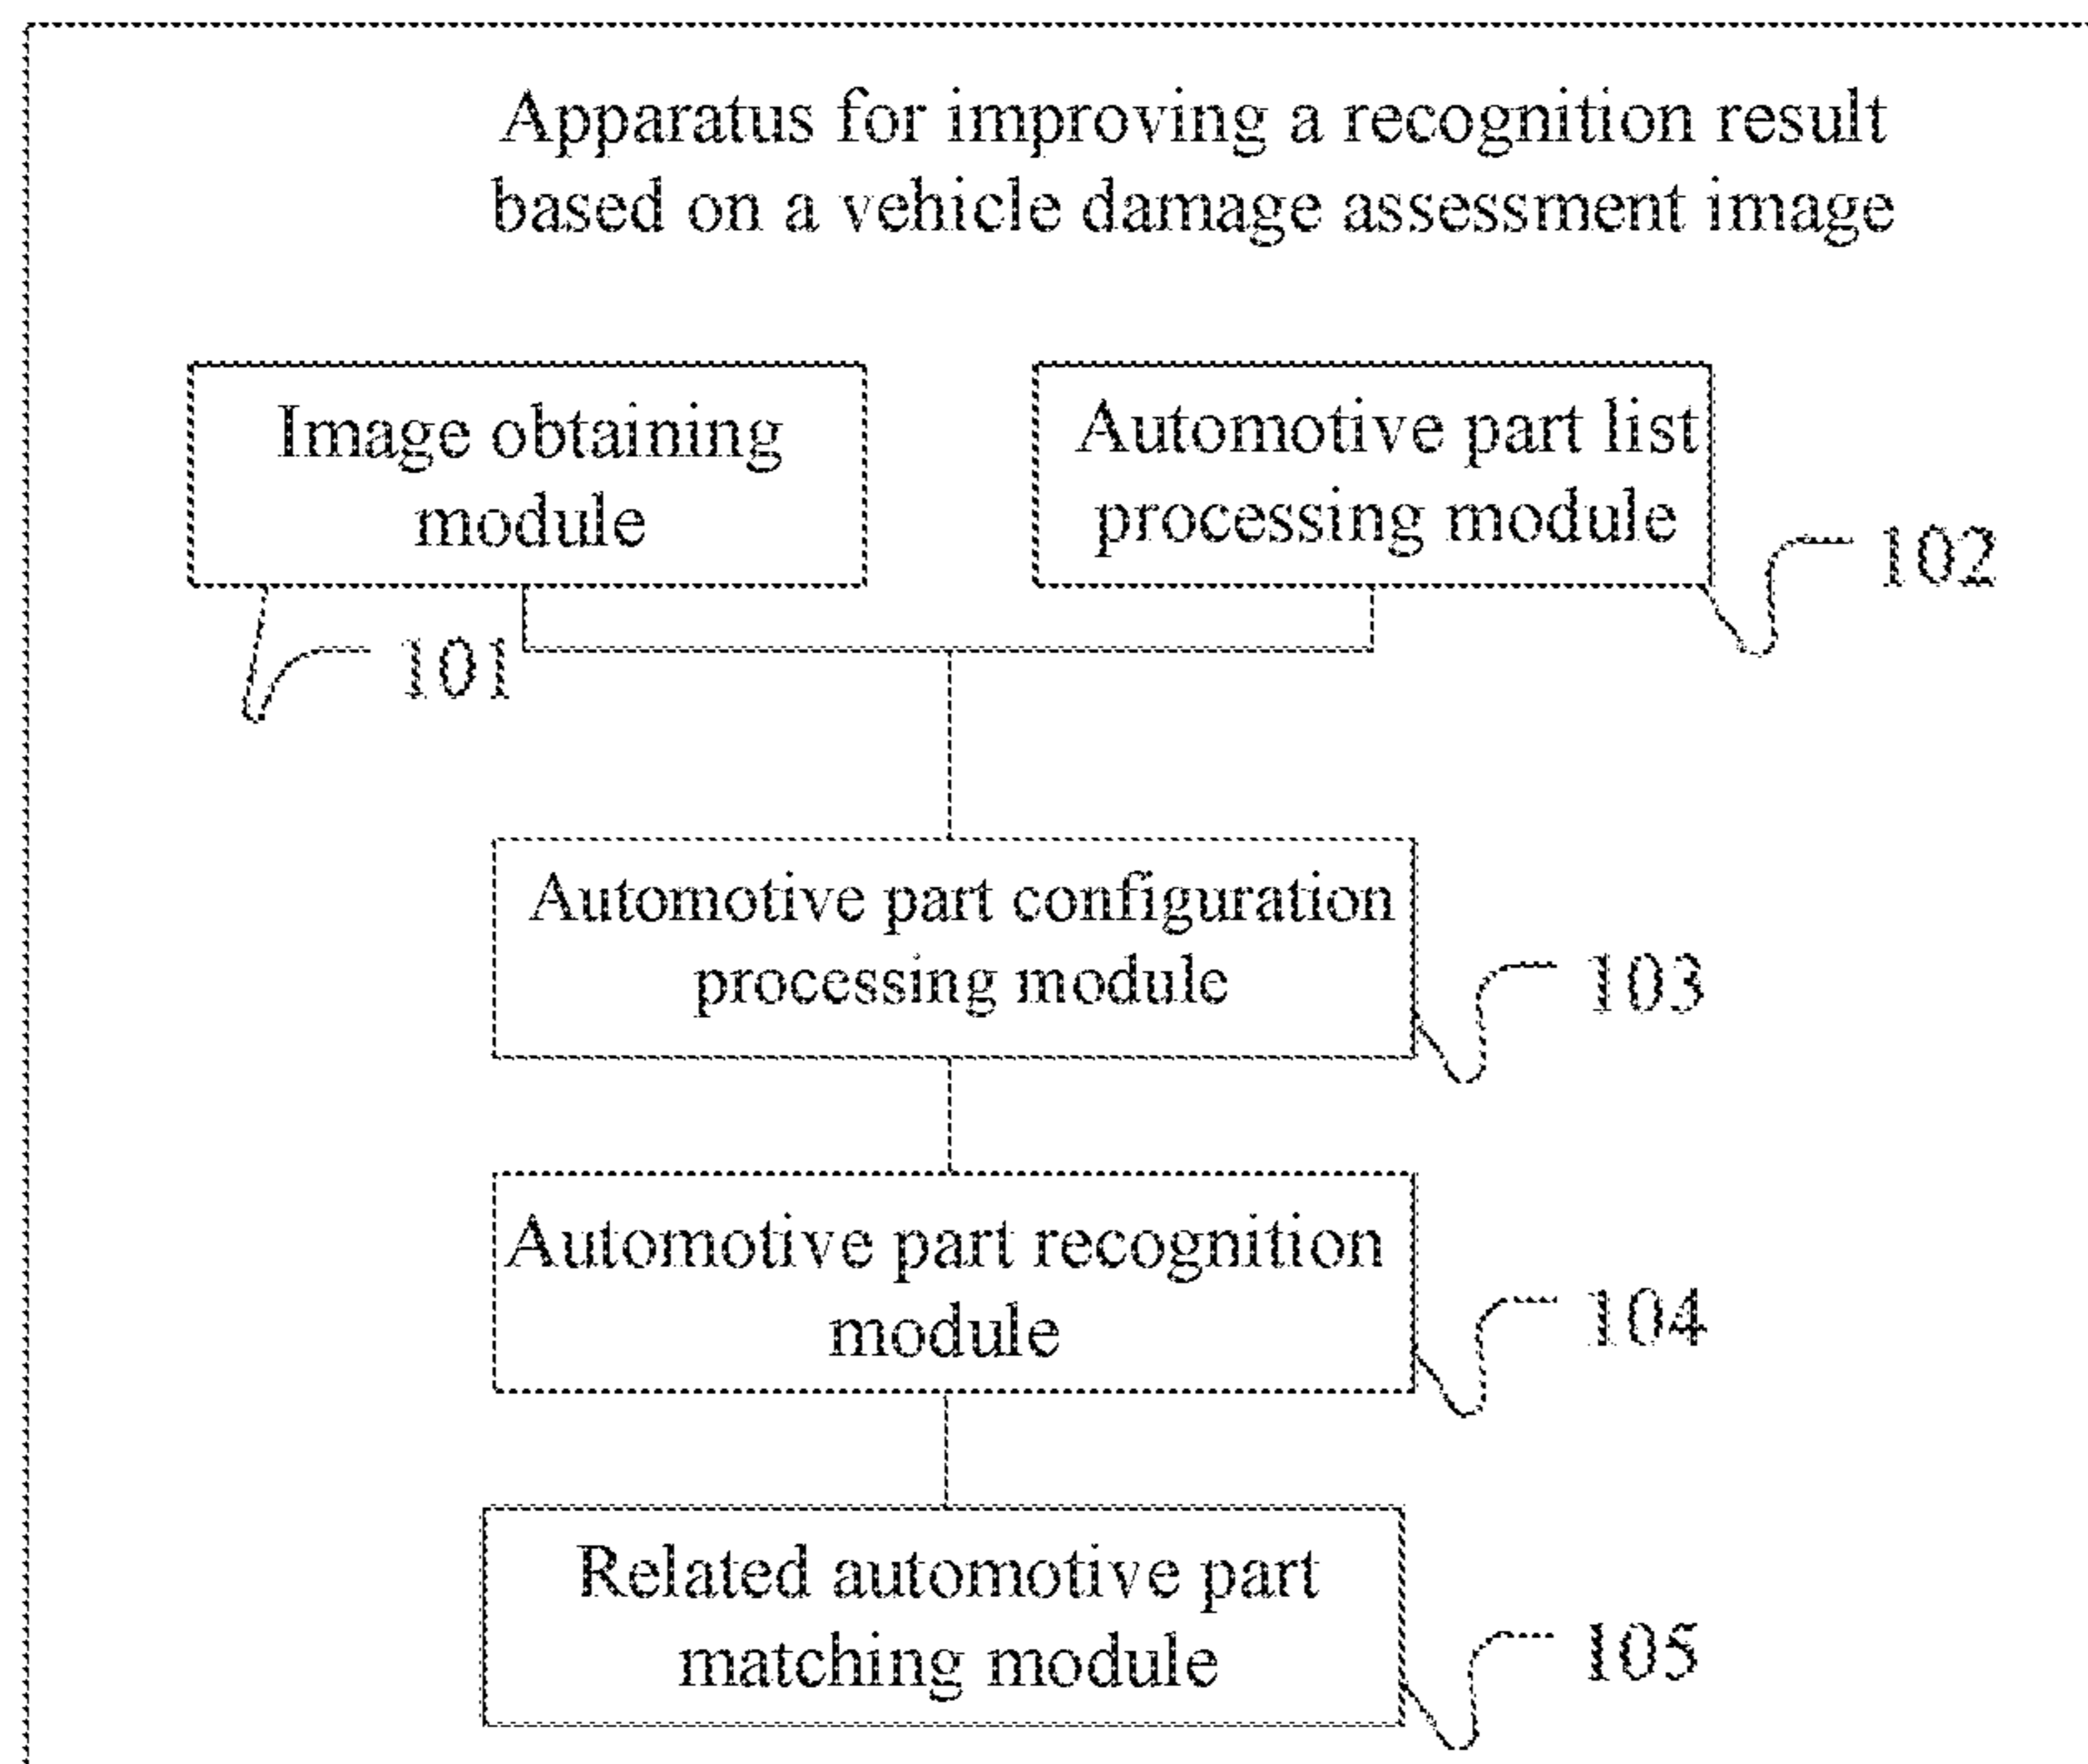 Apparatus for improving a recognition result
based on a vehicle damage assessment image
Image obtaining
module
101
Automotive part list
processing module
102
Automotive part configuration
processing module
103
Automotive part recognition
module
104
Related automotive part
matching module
105